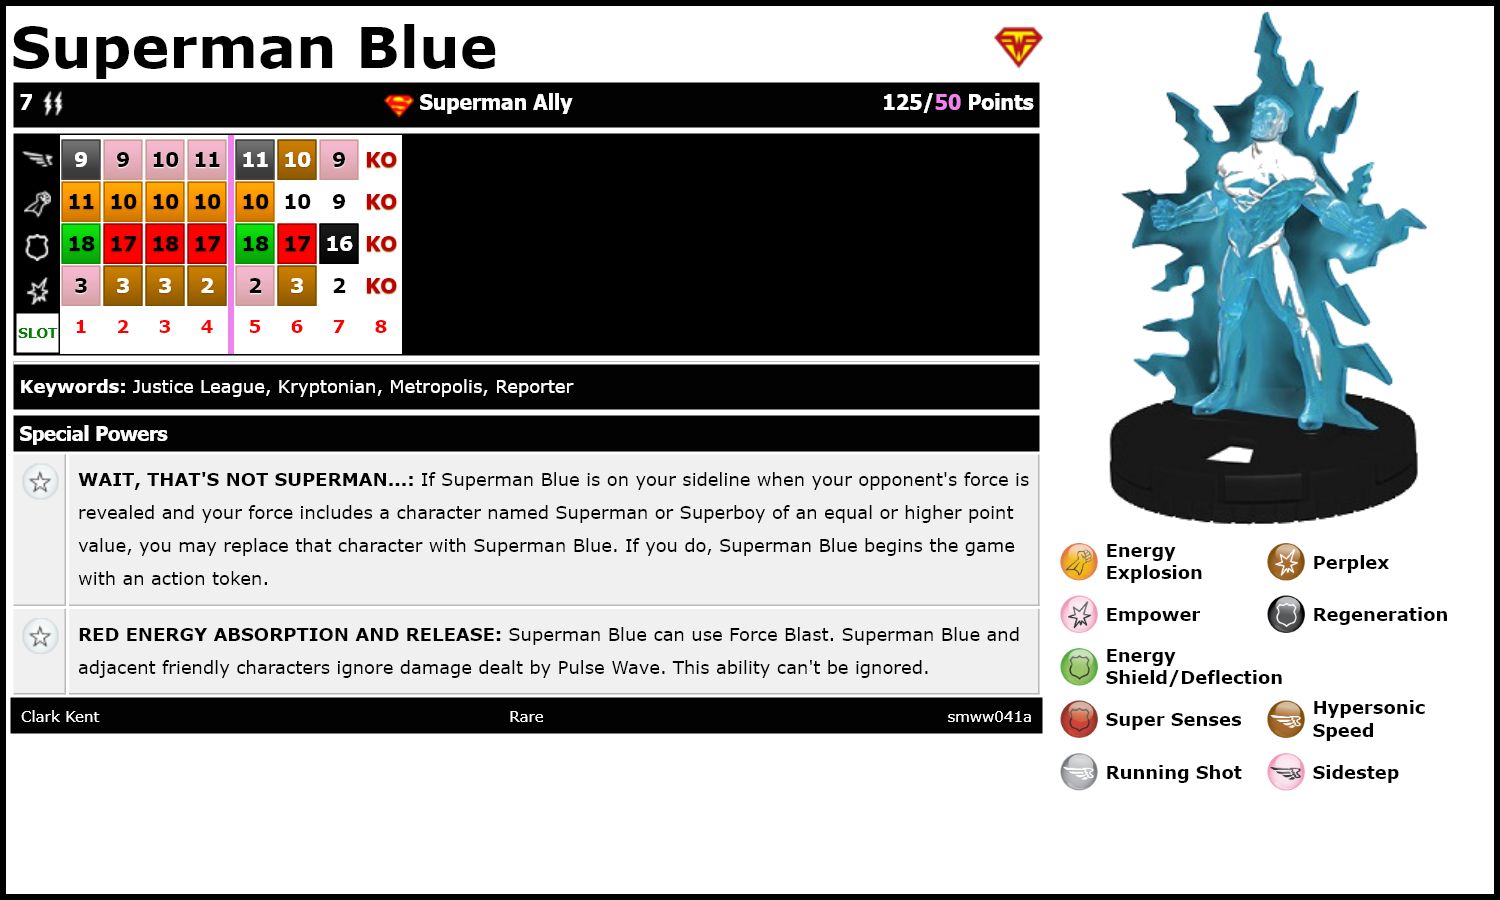 Superman Blue
7 Superman Ally 125/50 Points
9 9 10 11 11 10 9 KO
11 10 10 10 10 10 9 KO
18 17 18 17 18 17 16 KO
3 3 3 2 2 3 2 KO
SLOT 1 2 3 4 5 6 7 8
Keywords: Justice League, Kryptonian, Metropolis, Reporter
Special Powers
WAIT, THAT'S NOT SUPERMAN...: If Superman Blue is on your sideline when your opponent's force is
revealed and your force includes a character named Superman or Superboy of an equal or higher point
value, you may replace that character with Superman Blue. If you do, Superman Blue begins the game
with an action token.
RED ENERGY ABSORPTION AND RELEASE: Superman Blue can use Force Blast. Superman Blue and
adjacent friendly characters ignore damage dealt by Pulse Wave. This ability can't be ignored.
Clark Kent Rare smww041a
Energy
Explosion
Perplex
Empower
Regeneration
Energy
Shield/Deflection
Super Senses
Hypersonic
Speed
Running Shot
Sidestep